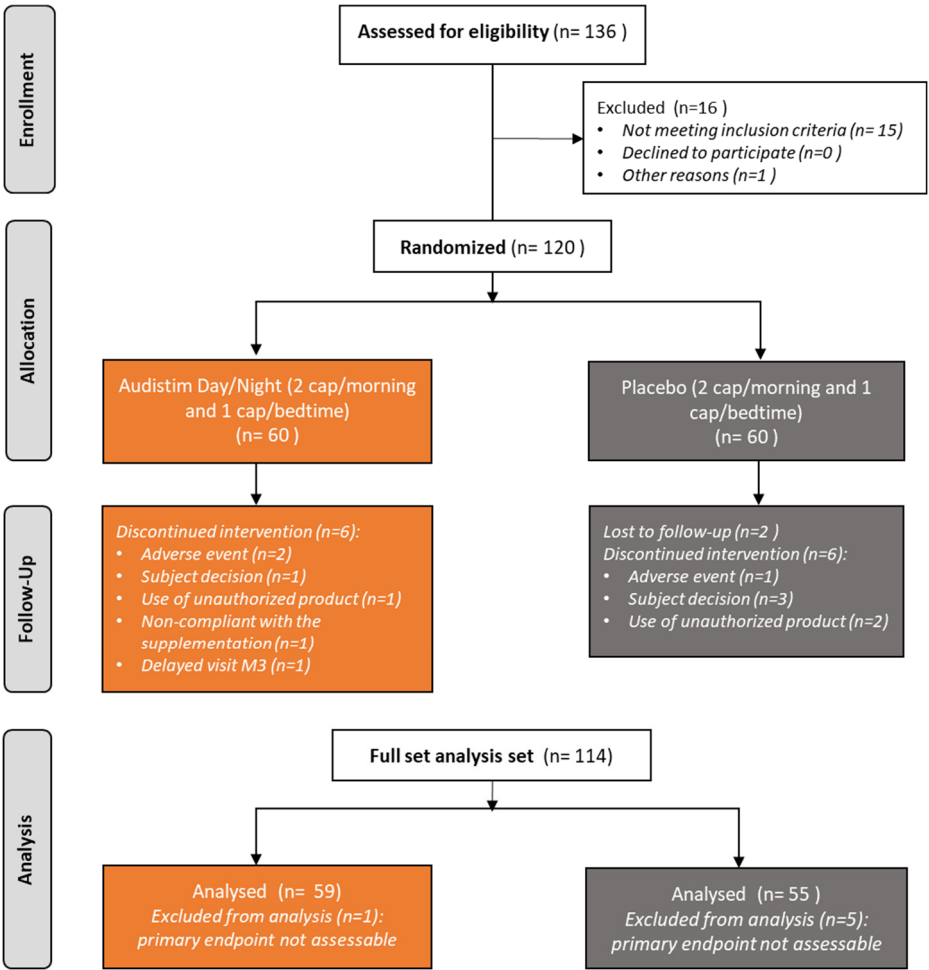 Enrollment
Assessed for eligibility (n= 136 )
Excluded (n=16 )
• Not meeting inclusion criteria (n= 15)
• Declined to participate (n=0 )
• Other reasons (n=1 )
Randomized (n= 120 )
Allocation
Audistim Day/Night (2 cap/morning
and 1 cap/bedtime)
(n= 60 )
Placebo (2 cap/morning and 1
cap/bedtime)
(n= 60 )
Follow-Up
Discontinued intervention (n=6):
• Adverse event (n=2)
• Subject decision (n=1)
• Use of unauthorized product (n=1)
• Non-compliant with the
supplementation (n=1)
• Delayed visit M3 (n=1)
Lost to follow-up (n=2 )
Discontinued intervention (n=6):
• Adverse event (n=1)
• Subject decision (n=3)
• Use of unauthorized product (n=2)
Analysis
Full set analysis set (n= 114)
Analysed (n= 59)
Excluded from analysis (n=1):
primary endpoint not assessable
Analysed (n= 55 )
Excluded from analysis (n=5):
primary endpoint not assessable